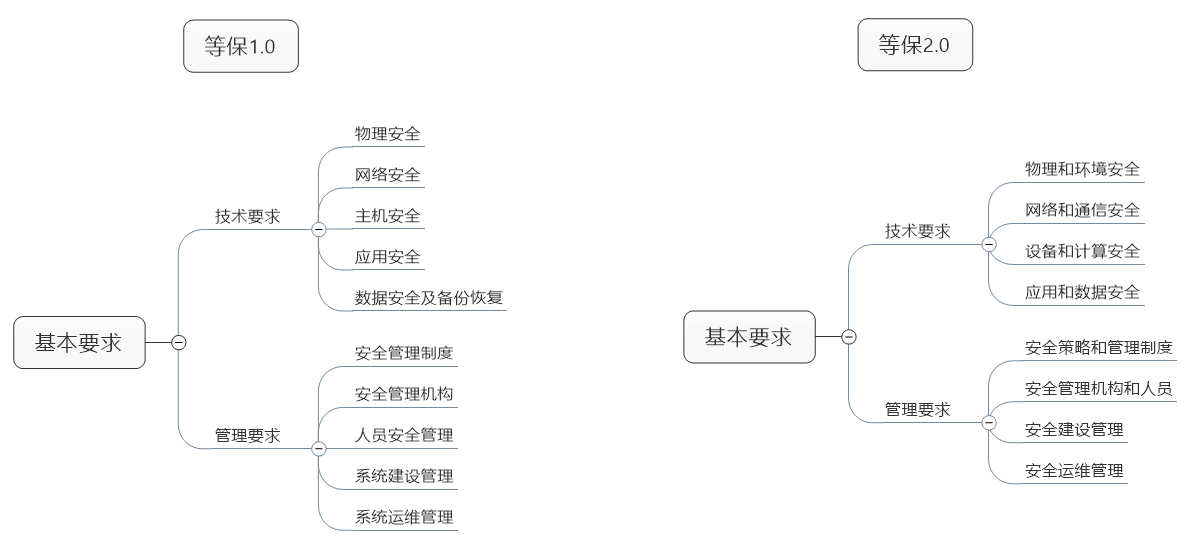 等保1.0
基本要求
技术要求
物理安全
网络安全
主机安全
应用安全
数据安全及备份恢复
管理要求
安全管理制度
安全管理机构
人员安全管理
系统建设管理
系统运维管理
等保2.0
基本要求
技术要求
物理和环境安全
网络和通信安全
设备和计算安全
应用和数据安全
管理要求
安全策略和管理制度
安全管理机构和人员
安全建设管理
安全运维管理